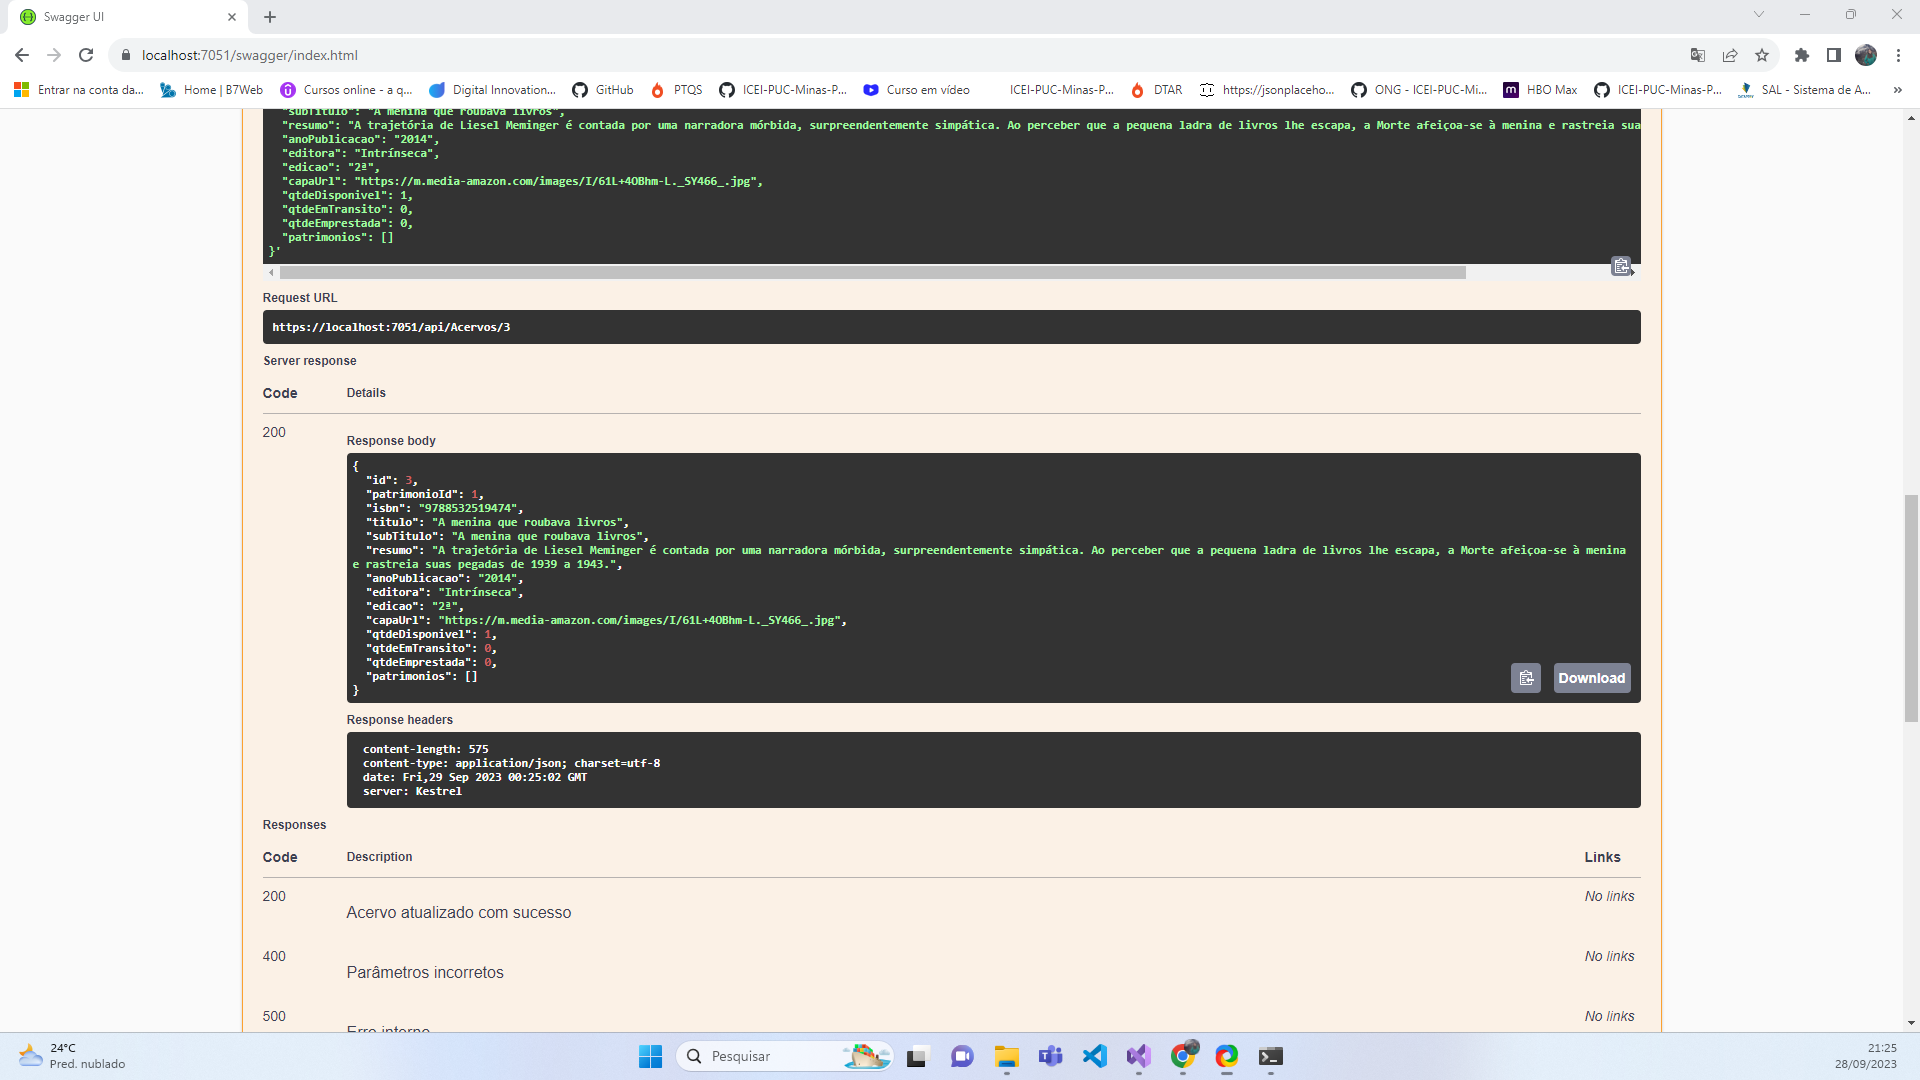 Swagger UI
localhost:7051/swagger/index.html
Entrar na conta da...
Home | B7Web
Cursos online - a q...
Digital Innovation...
GitHub
PTQS
ICEI-PUC-Minas-P...
Curso em vídeo
ICEI-PUC-Minas-P...
DTAR
https://jsonplaceho...
ONG - ICEI-PUC-Mi...
HBO Max
ICEI-PUC-Minas-P...
SAL - Sistema de A...
"subTitulo": "A menina que roubava livros",
"resumo": "A trajetória de Liesel Meminger é contada por uma narradora mórbida, surpreendentemente simpática. Ao perceber que a pequena ladra de livros lhe escapa, a Morte afeiçoa-se à menina e rastreia sua
"anoPublicacao": "2014",
"editora": "Intrínseca",
"edicao": "2ª",
"capaUrl": "https://m.media-amazon.com/images/I/61L+4OBhm-L._SY466_.jpg",
"qtdeDisponivel": 1,
"qtdeEmTransito": 0,
"qtdeEmprestada": 0,
"patrimonios": []
}'
Request URL
https://localhost:7051/api/Acervos/3
Server response
Code Details
200
Response body
{
"id": 3,
"patrimonioId": 1,
"isbn": "9788532519474",
"titulo": "A menina que roubava livros",
"subTitulo": "A menina que roubava livros",
"resumo": "A trajetória de Liesel Meminger é contada por uma narradora mórbida, surpreendentemente simpática. Ao perceber que a pequena ladra de livros lhe escapa, a Morte afeiçoa-se à menina
e rastreia suas pegadas de 1939 a 1943.",
"anoPublicacao": "2014",
"editora": "Intrínseca",
"edicao": "2ª",
"capaUrl": "https://m.media-amazon.com/images/I/61L+4OBhm-L._SY466_.jpg",
"qtdeDisponivel": 1,
"qtdeEmTransito": 0,
"qtdeEmprestada": 0,
"patrimonios": []
}
Download
Response headers
content-length: 575
content-type: application/json; charset=utf-8
date: Fri,29 Sep 2023 00:25:02 GMT
server: Kestrel
Responses
Code Description Links
200 No links
Acervo atualizado com sucesso
400 No links
Parâmetros incorretos
500 No links
Erro interno
24°C
Pred. nublado
Pesquisar
21:25
28/09/2023